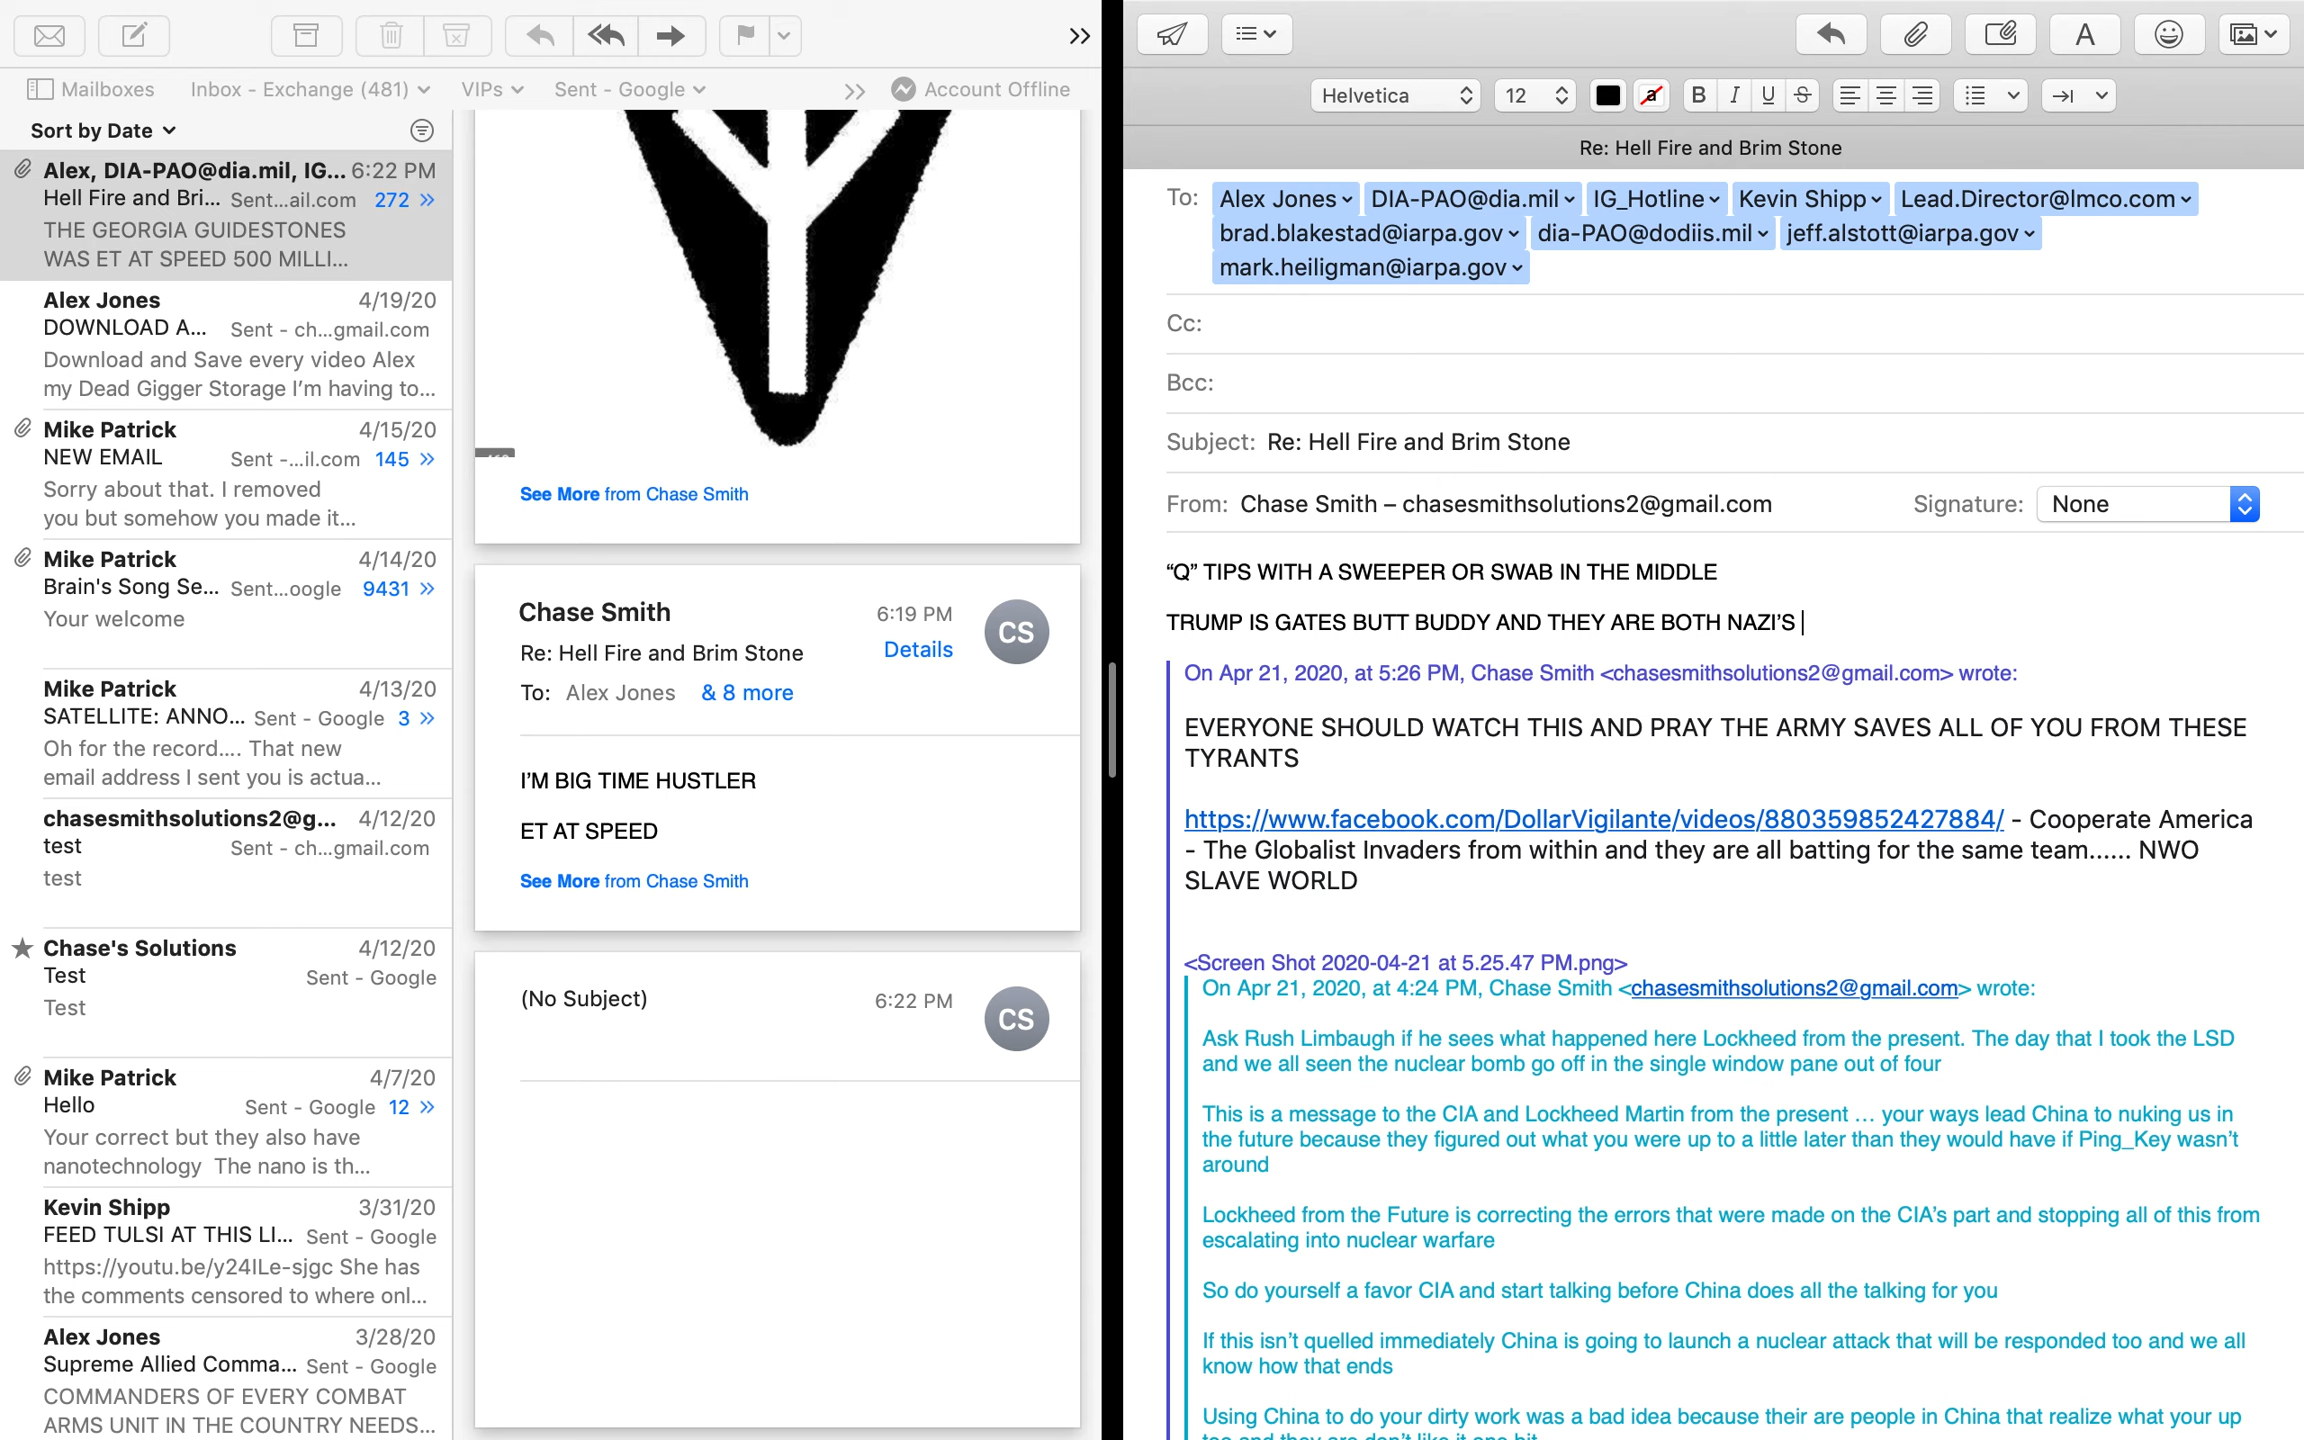 Mailboxes
Inbox - Exchange (481)
VIPs
Sent - Google
Account Offline
Sort by Date
Alex, DIA-PAO@dia.mil, IG... 6:22 PM
Hell Fire and Bri... Sent...ail.com 272 »
THE GEORGIA GUIDESTONES
WAS ET AT SPEED 500 MILLI...
Alex Jones 4/19/20
DOWNLOAD A... Sent - ch...gmail.com
Download and Save every video Alex
my Dead Gigger Storage I'm having to...
Mike Patrick 4/15/20
NEW EMAIL Sent -...il.com 145 »
Sorry about that. I removed
you but somehow you made it...
Mike Patrick 4/14/20
Brain's Song Se... Sent...oogle 9431 »
Your welcome
Mike Patrick 4/13/20
SATELLITE: ANNO... Sent - Google 3 »
Oh for the record.... That new
email address I sent you is actua...
chasesmithsolutions2@g... 4/12/20
test Sent - ch...gmail.com
test
Chase's Solutions 4/12/20
Test Sent - Google
Test
Mike Patrick 4/7/20
Hello Sent - Google 12 »
Your correct but they also have
nanotechnology The nano is th...
Kevin Shipp 3/31/20
FEED TULSI AT THIS LI... Sent - Google
https://youtu.be/y24ILe-sjgc She has
the comments censored to where onl...
Alex Jones 3/28/20
Supreme Allied Comma... Sent - Google
COMMANDERS OF EVERY COMBAT
ARMS UNIT IN THE COUNTRY NEEDS...
See More from Chase Smith
Chase Smith 6:19 PM CS
Re: Hell Fire and Brim Stone Details
To: Alex Jones & 8 more
I'M BIG TIME HUSTLER
ET AT SPEED
See More from Chase Smith
(No Subject) 6:22 PM CS
A
Helvetica 12 a B I U S
Re: Hell Fire and Brim Stone
To: Alex Jones DIA-PAO@dia.mil IG_Hotline Kevin Shipp Lead.Director@lmco.com
brad.blakestad@iarpa.gov dia-PAO@dodiis.mil jeff.alstott@iarpa.gov
mark.heiligman@iarpa.gov
Cc:
Bcc:
Subject: Re: Hell Fire and Brim Stone
From: Chase Smith – chasesmithsolutions2@gmail.com Signature: None
“Q” TIPS WITH A SWEEPER OR SWAB IN THE MIDDLE
TRUMP IS GATES BUTT BUDDY AND THEY ARE BOTH NAZI'S
On Apr 21, 2020, at 5:26 PM, Chase Smith <chasesmithsolutions2@gmail.com> wrote:
EVERYONE SHOULD WATCH THIS AND PRAY THE ARMY SAVES ALL OF YOU FROM THESE
TYRANTS
https://www.facebook.com/DollarVigilante/videos/880359852427884/ - Cooperate America
- The Globalist Invaders from within and they are all batting for the same team...... NWO
SLAVE WORLD
<Screen Shot 2020-04-21 at 5.25.47 PM.png>
On Apr 21, 2020, at 4:24 PM, Chase Smith <chasesmithsolutions2@gmail.com> wrote:
Ask Rush Limbaugh if he sees what happened here Lockheed from the present. The day that I took the LSD
and we all seen the nuclear bomb go off in the single window pane out of four
This is a message to the CIA and Lockheed Martin from the present … your ways lead China to nuking us in
the future because they figured out what you were up to a little later than they would have if Ping_Key wasn't
around
Lockheed from the Future is correcting the errors that were made on the CIA's part and stopping all of this from
escalating into nuclear warfare
So do yourself a favor CIA and start talking before China does all the talking for you
If this isn't quelled immediately China is going to launch a nuclear attack that will be responded too and we all
know how that ends
Using China to do your dirty work was a bad idea because their are people in China that realize what your up